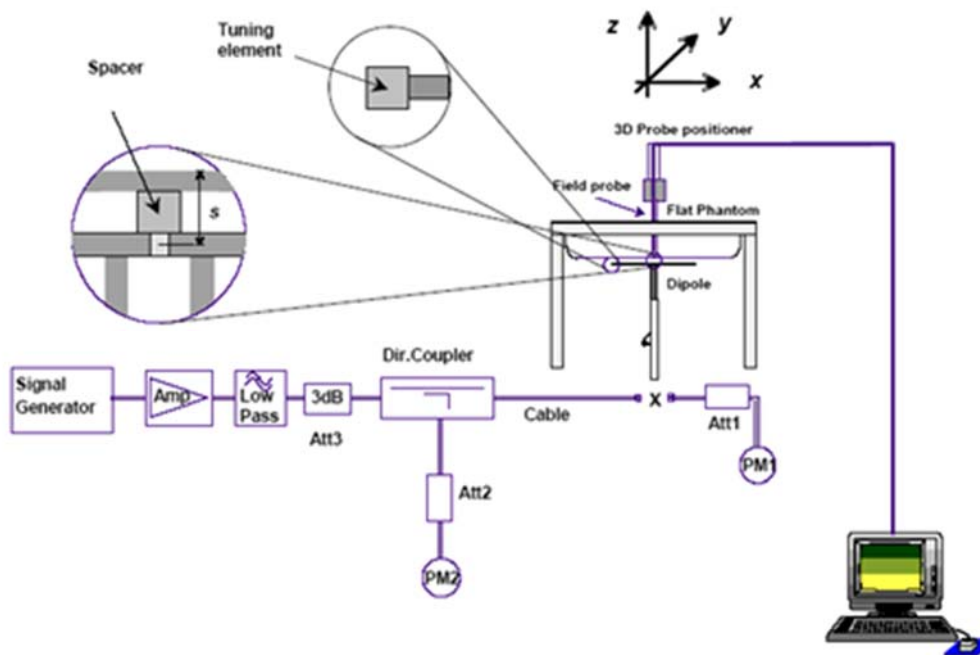 Tuning
element
Spacer
z
y
x
3D Probe positioner
Field probe
s
Flat Phantom
Dipole
Dir.Coupler
Signal
Generator
Amp
Low
Pass
3dB
Att3
Cable
x
Att1
PM1
Att2
PM2